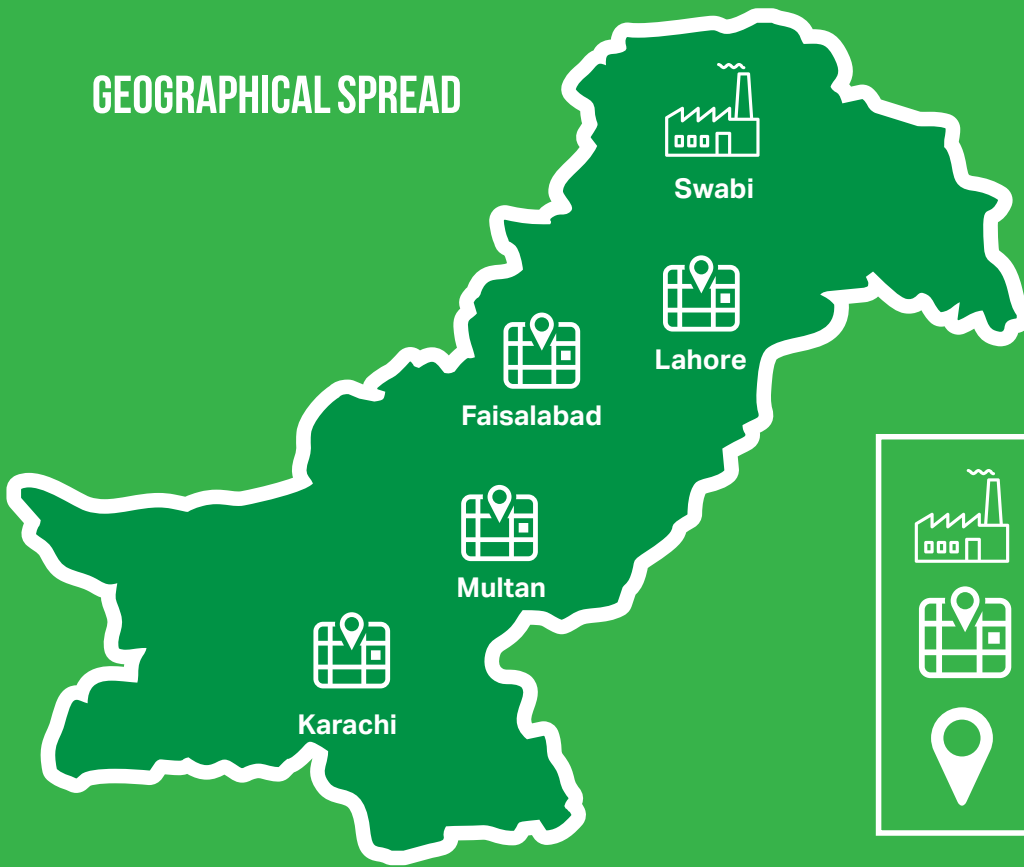 GEOGRAPHICAL SPREAD
Swabi
Lahore
Faisalabad
Multan
Karachi